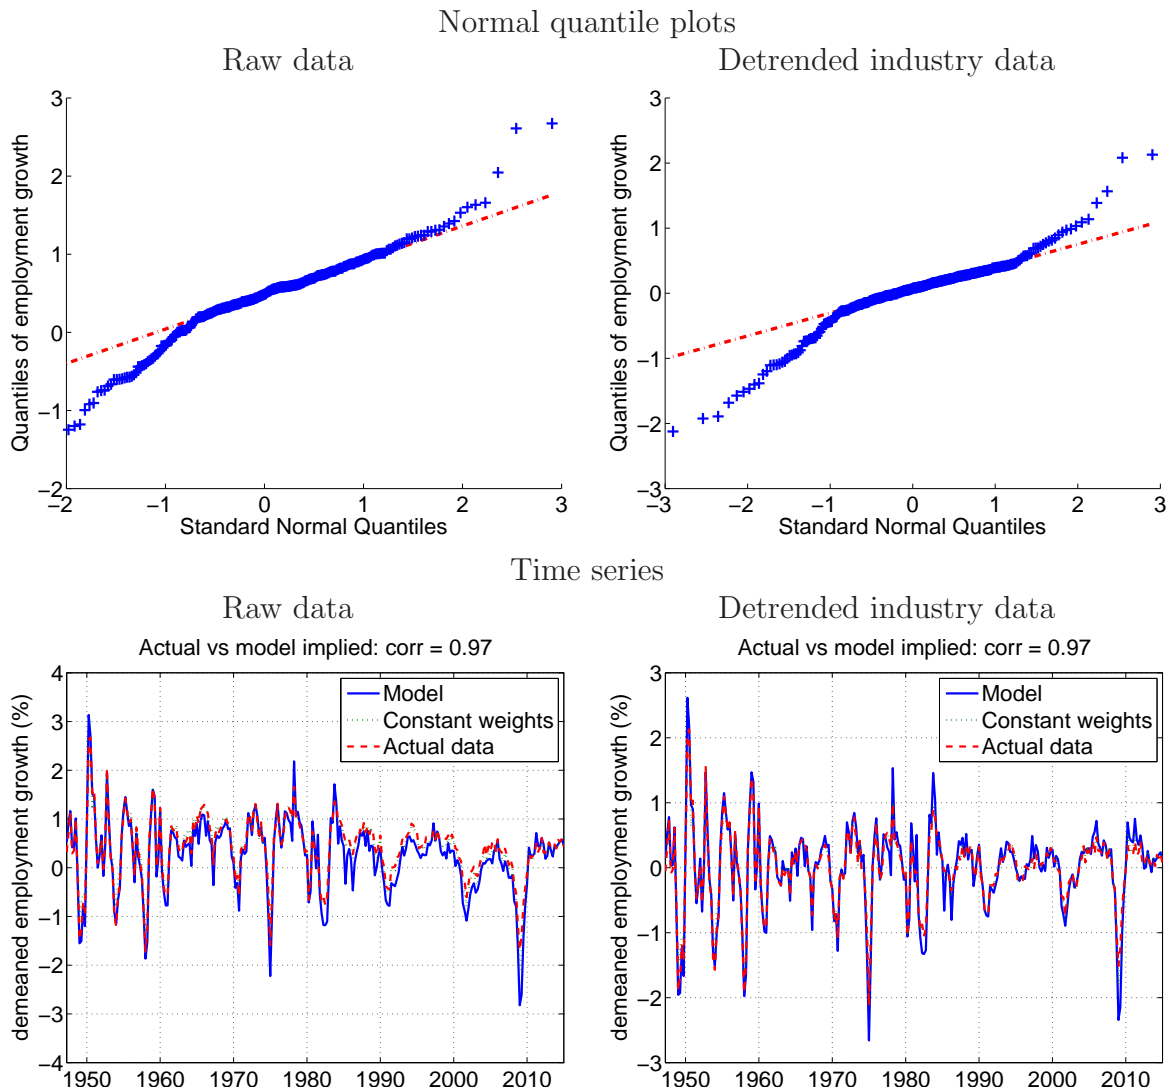 Normal quantile plots
Raw data
Detrended industry data
3
2
1
0
−1
−2
Quantiles of employment growth
−2
−1
0
1
2
3
Standard Normal Quantiles
3
2
1
0
−1
−2
−3
Quantiles of employment growth
−3
−2
−1
0
1
2
3
Standard Normal Quantiles
Time series
Raw data
Detrended industry data
Actual vs model implied: corr = 0.97
4
3
2
1
0
−1
−2
−3
−4
demeaned employment growth (%)
Model
Constant weights
Actual data
1950
1960
1970
1980
1990
2000
2010
Actual vs model implied: corr = 0.97
3
2
1
0
−1
−2
−3
demeaned employment growth (%)
Model
Constant weights
Actual data
1950
1960
1970
1980
1990
2000
2010